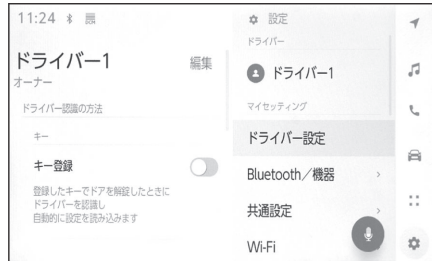 11:24
ドライバー1
編集
オーナー
ドライバー認識の方法
キー
キー登録
登録したキーでドアを解錠したときに
ドライバーを認識し
自動的に設定を読み込みます
設定
ドライバー
ドライバー1
マイセッティング
ドライバー設定
Bluetooth／機器
共通設定
Wi-Fi